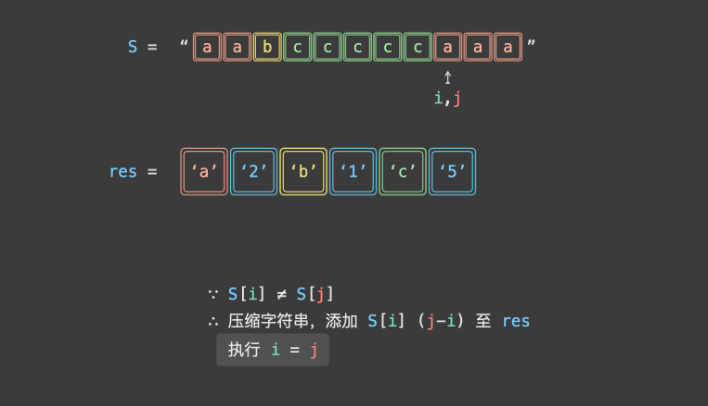 S = “ a a b c c c c c a a a ”
i,j
res = ‘a’ ‘2’ ‘b’ ‘1’ ‘c’ ‘5’
∵ S[i] ≠ S[j]
∴ 压缩字符串，添加 S[i] (j-i) 至 res
执行 i = j